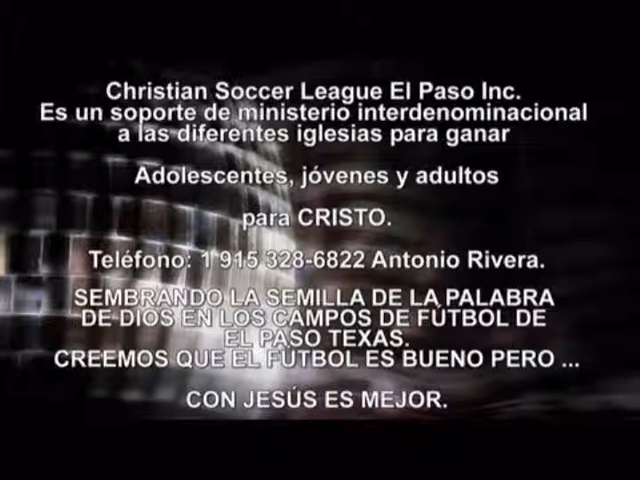 Christian Soccer League El Paso Inc.
Es un soporte de ministerio interdenominacional
a las diferentes iglesias para ganar
Adolescentes, jóvenes y adultos
para CRISTO.
Teléfono: 1 915 328-6822 Antonio Rivera.
SEMBRANDO LA SEMILLA DE LA PALABRA
DE DIOS EN LOS CAMPOS DE FÚTBOL DE
EL PASO TEXAS.
CREEMOS QUE EL FÚTBOL ES BUENO PERO ...
CON JESÚS ES MEJOR.